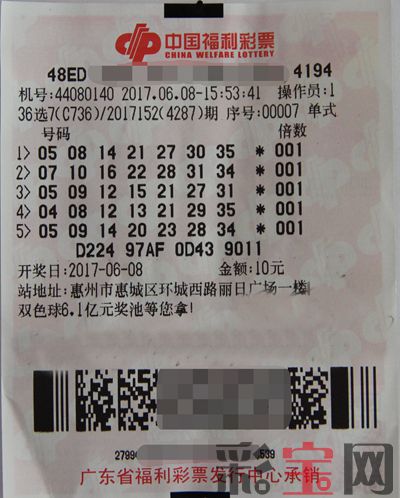 中国福利彩票
CHINA WELFARE LOTTERY
48ED 4194
机号:44080140 2017.06.08-15:53:41 操作员:1
36选7(C736)/2017152(4287)期 序号:00007 单式
号码 倍数
1> 05 08 14 21 27 30 35 * 001
2> 07 10 16 22 28 31 34 * 001
3> 05 09 12 15 21 27 31 * 001
4> 04 08 12 13 21 29 35 * 001
5> 05 09 14 20 23 28 34 * 001
D224 97AF 0D43 9011
开奖日:2017-06-08 金额:10元
站地址:惠州市惠城区环城西路丽日广场一楼
双色球6.1亿元奖池等您拿!
2799 539
广东省福利彩票发行中心承销
彩宝网